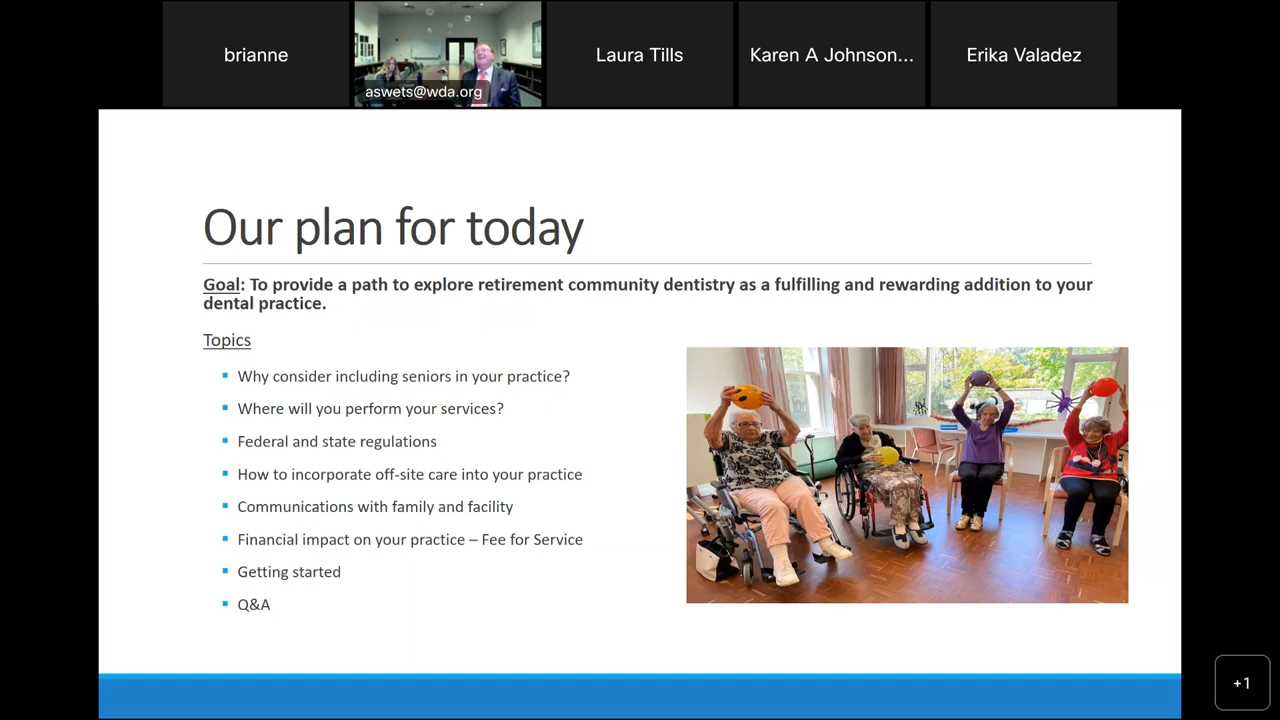 brianne
aswets@wda.org
Laura Tills
Karen A Johnson...
Erika Valadez
Our plan for today
Goal: To provide a path to explore retirement community dentistry as a fulfilling and rewarding addition to your
dental practice.
Topics
Why consider including seniors in your practice?
Where will you perform your services?
Federal and state regulations
How to incorporate off-site care into your practice
Communications with family and facility
Financial impact on your practice – Fee for Service
Getting started
Q&A
+1